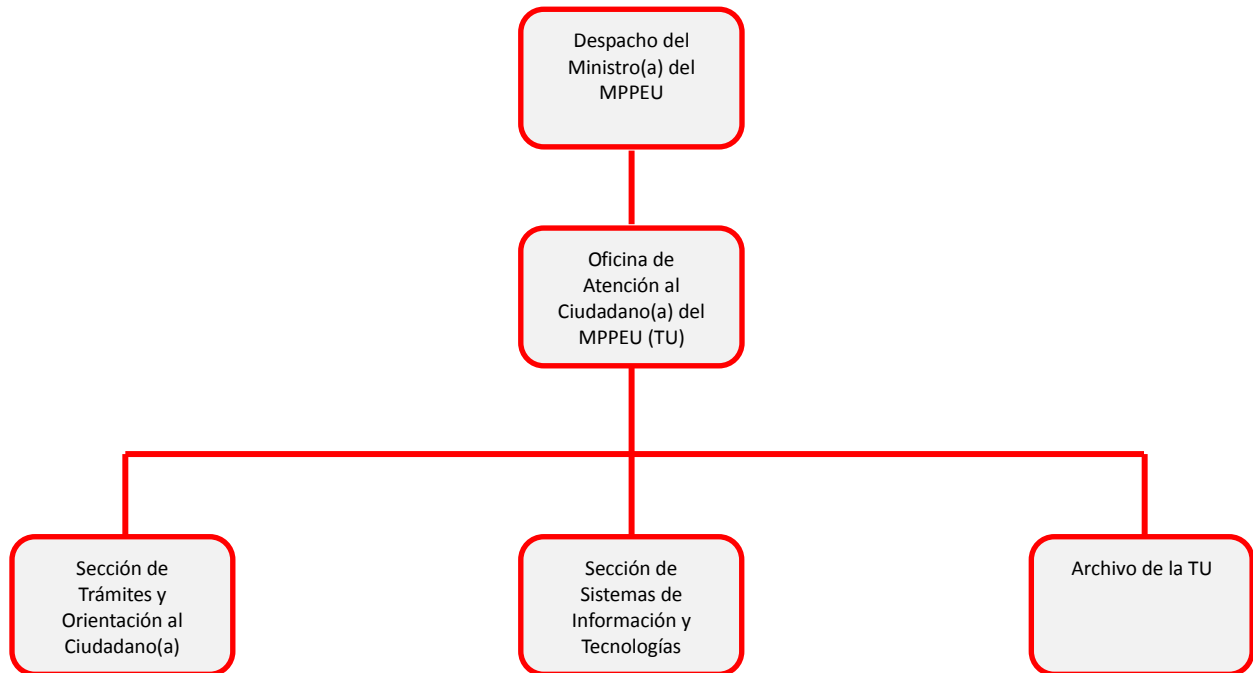 Despacho del
Ministro(a) del
MPPEU
Oficina de
Atención al
Ciudadano(a) del
MPPEU (TU)
Sección de
Trámites y
Orientación al
Ciudadano(a)
Sección de
Sistemas de
Información y
Tecnologías
Archivo de la TU